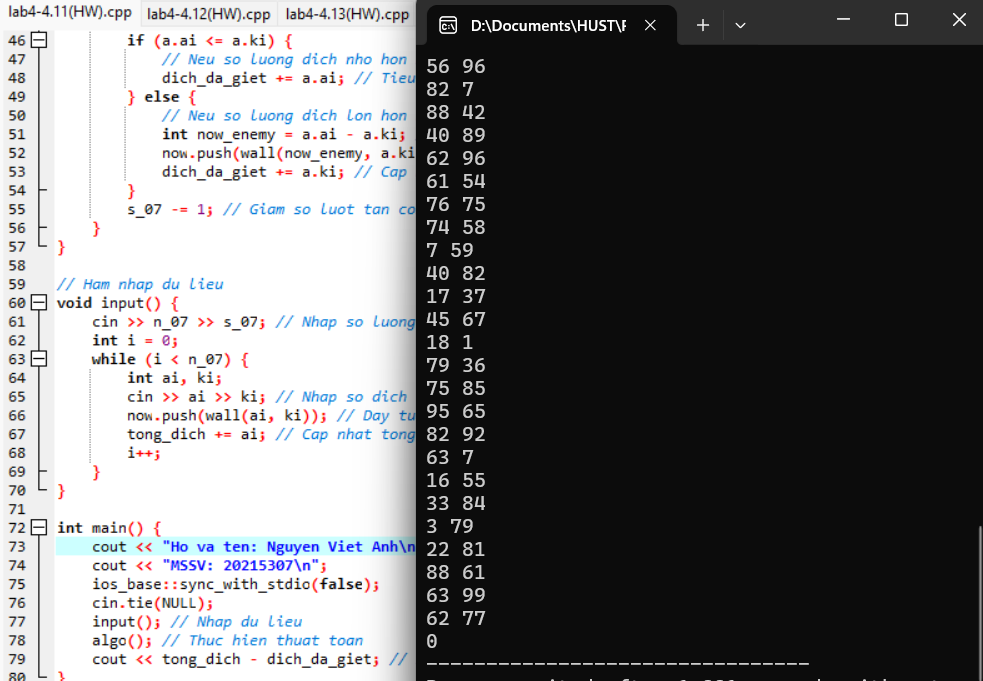 lab4-4.11(HW).cpp lab4-4.12(HW).cpp lab4-4.13(HW).cpp
46 if (a.ai <= a.ki) {
47 // Neu so luong dich nho hon
48 dich_da_giet += a.ai; // Tieu
49 } else {
50 // Neu so luong dich lon hon
51 int now_enemy = a.ai - a.ki;
52 now.push(wall(now_enemy, a.ki
53 dich_da_giet += a.ki; // Cap
54 }
55 s_07 -= 1; // Giam so luot tan co
56 }
57 }
58
59 // Ham nhap du lieu
60 void input() {
61 cin >> n_07 >> s_07; // Nhap so luong
62 int i = 0;
63 while (i < n_07) {
64 int ai, ki;
65 cin >> ai >> ki; // Nhap so dich
66 now.push(wall(ai, ki)); // Day tu
67 tong_dich += ai; // Cap nhat tong
68 i++;
69 }
70 }
71
72 int main() {
73 cout << "Ho va ten: Nguyen Viet Anh\n
74 cout << "MSSV: 20215307\n";
75 ios_base::sync_with_stdio(false);
76 cin.tie(NULL);
77 input(); // Nhap du lieu
78 algo(); // Thuc hien thuat toan
79 cout << tong_dich - dich_da_giet; //
80 }
D:\Documents\HUST\F
56 96
82 7
88 42
40 89
62 96
61 54
76 75
74 58
7 59
40 82
17 37
45 67
18 1
79 36
75 85
95 65
82 92
63 7
16 55
33 84
3 79
22 81
88 61
63 99
62 77
0
--------------------------------